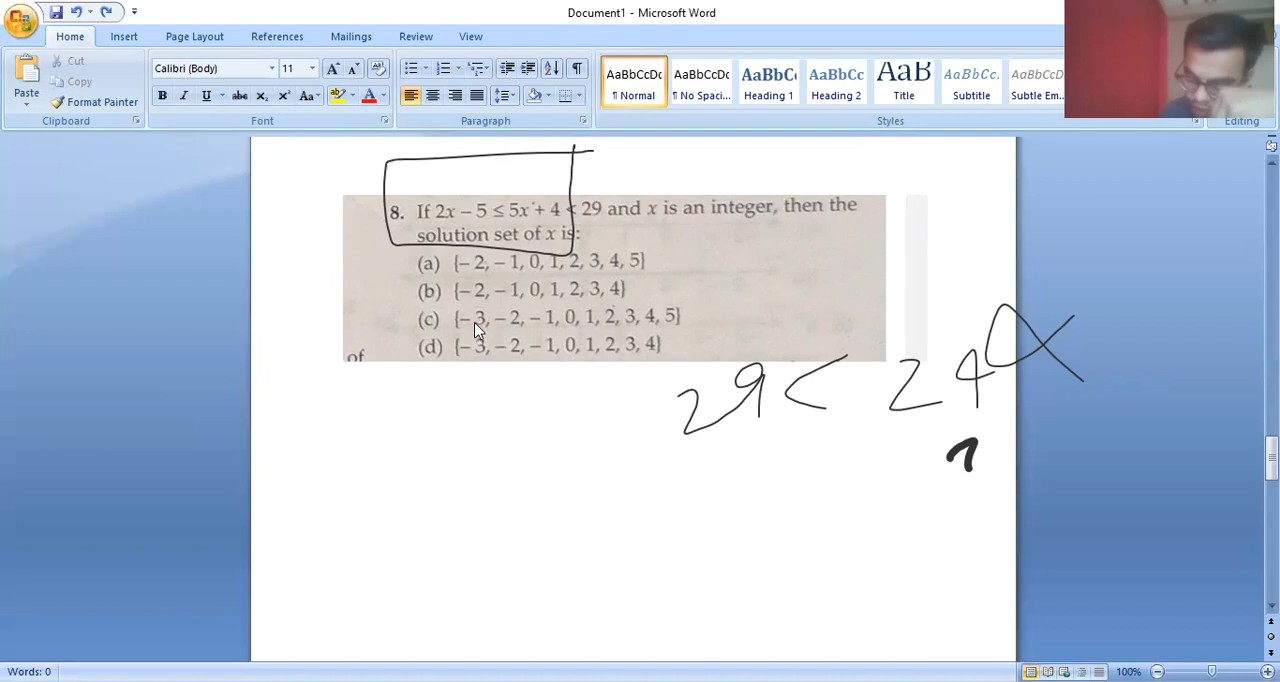 Document1 - Microsoft Word
Home Insert Page Layout References Mailings Review View
Paste
Cut
Copy
Format Painter
Clipboard
Calibri (Body) 11
Font
Paragraph
AaBbCcDc AaBbCcDc AaBbC AaBbCc AaB AaBbCc. AaBbCcDc
¶ Normal ¶ No Spaci... Heading 1 Heading 2 Title Subtitle Subtle Em...
Styles
Editing
8. If 2x – 5 ≤ 5x + 4 < 29 and x is an integer, then the
solution set of x is:
(a) {– 2, – 1, 0, 1, 2, 3, 4, 5}
(b) {– 2, – 1, 0, 1, 2, 3, 4}
(c) {– 3, – 2, – 1, 0, 1, 2, 3, 4, 5}
of (d) {– 3, – 2, – 1, 0, 1, 2, 3, 4}
29 < 29
Words: 0 100%